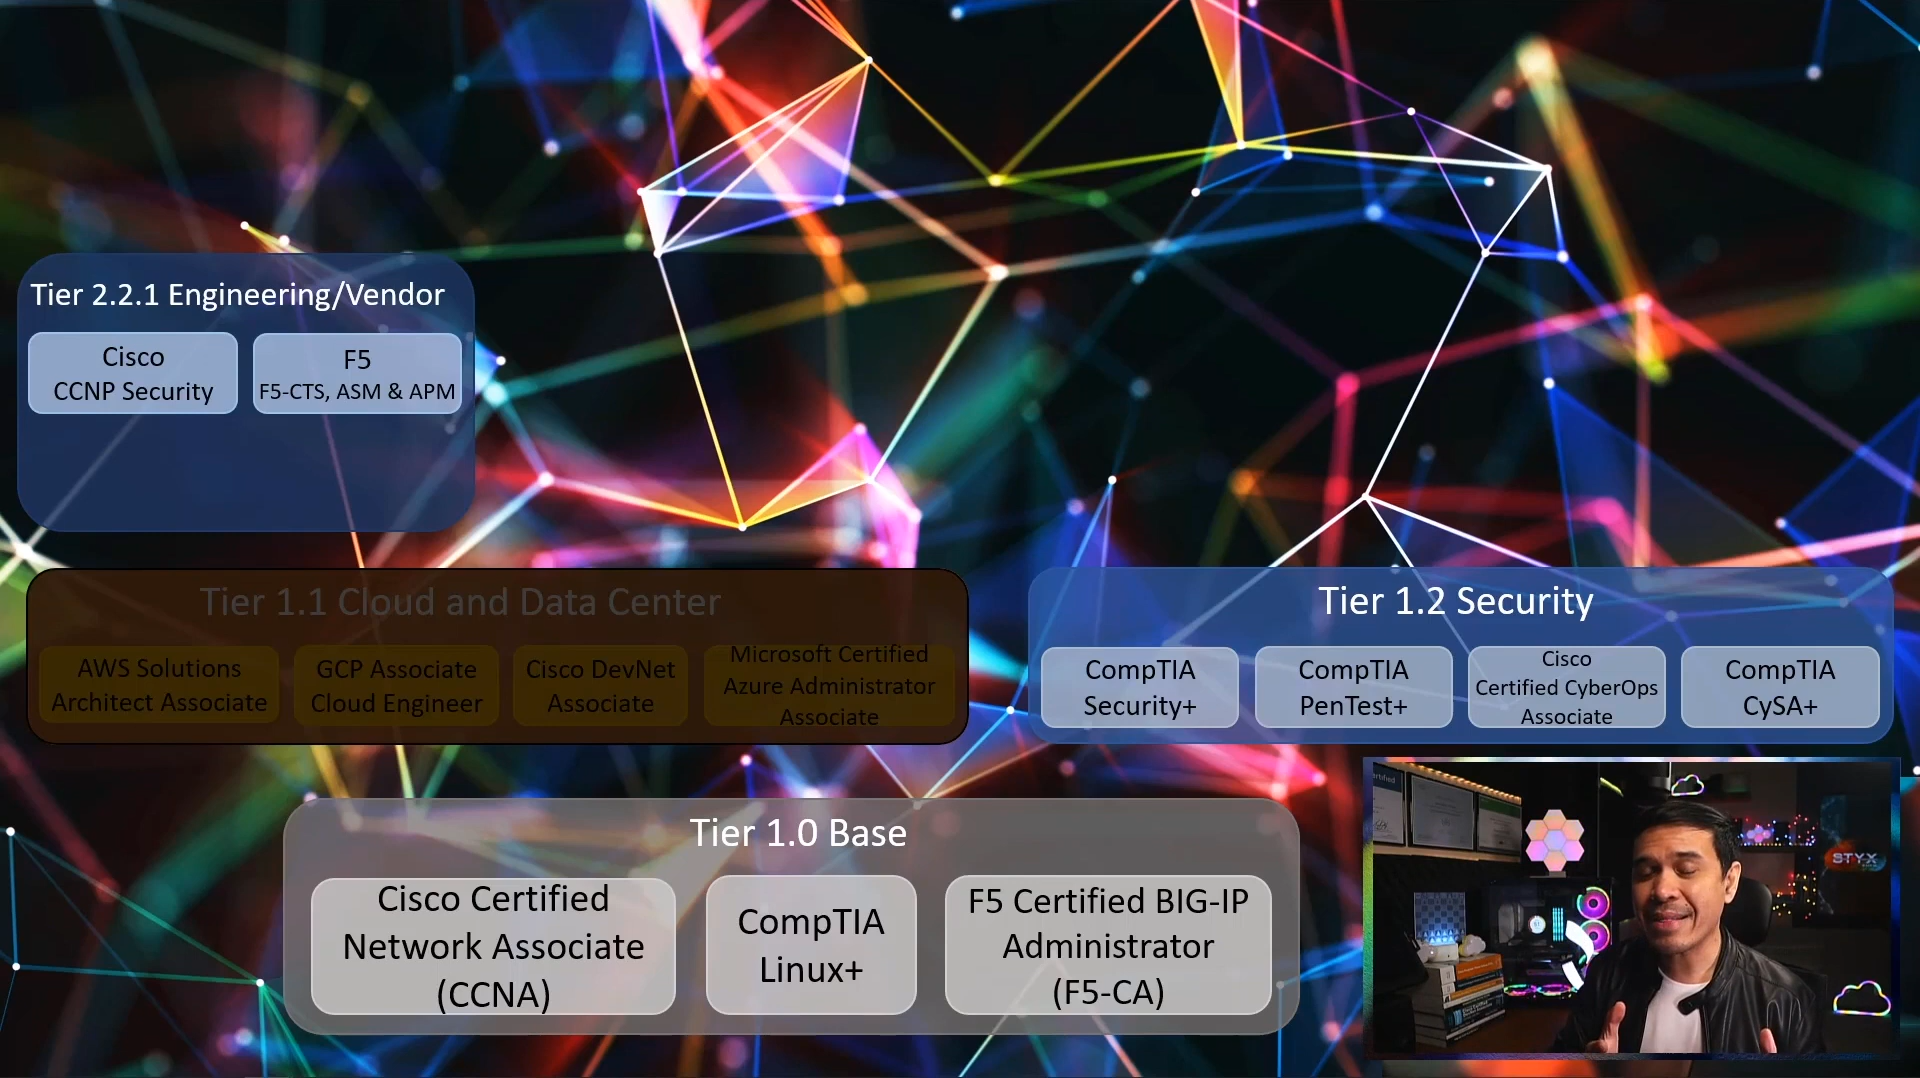 Tier 2.2.1 Engineering/Vendor
Cisco
CCNP Security
F5
F5-CTS, ASM & APM
Tier 1.1 Cloud and Data Center
AWS Solutions
Architect Associate
GCP Associate
Cloud Engineer
Cisco DevNet
Associate
Microsoft Certified
Azure Administrator
Associate
Tier 1.2 Security
CompTIA
Security+
CompTIA
PenTest+
Cisco
Certified CyberOps
Associate
CompTIA
CySA+
Tier 1.0 Base
Cisco Certified
Network Associate
(CCNA)
CompTIA
Linux+
F5 Certified BIG-IP
Administrator
(F5-CA)
STYX